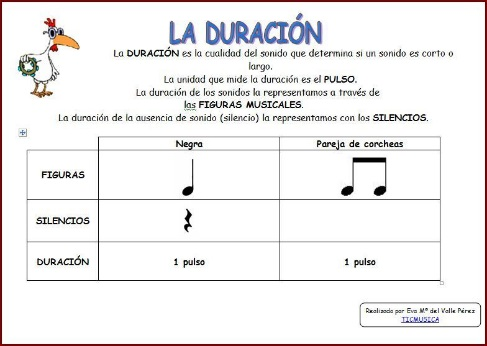 LA DURACIÓN
La DURACIÓN es la cualidad del sonido que determina si un sonido es corto o
largo.
La unidad que mide la duración es el PULSO.
La duración de los sonidos la representamos a través de
las FIGURAS MUSICALES.
La duración de la ausencia de sonido (silencio) la representamos con los SILENCIOS.
Negra Pareja de corcheas
FIGURAS
SILENCIOS
DURACIÓN 1 pulso 1 pulso
Realizado por Eva Mª del Valle Pérez
TICMUSICA